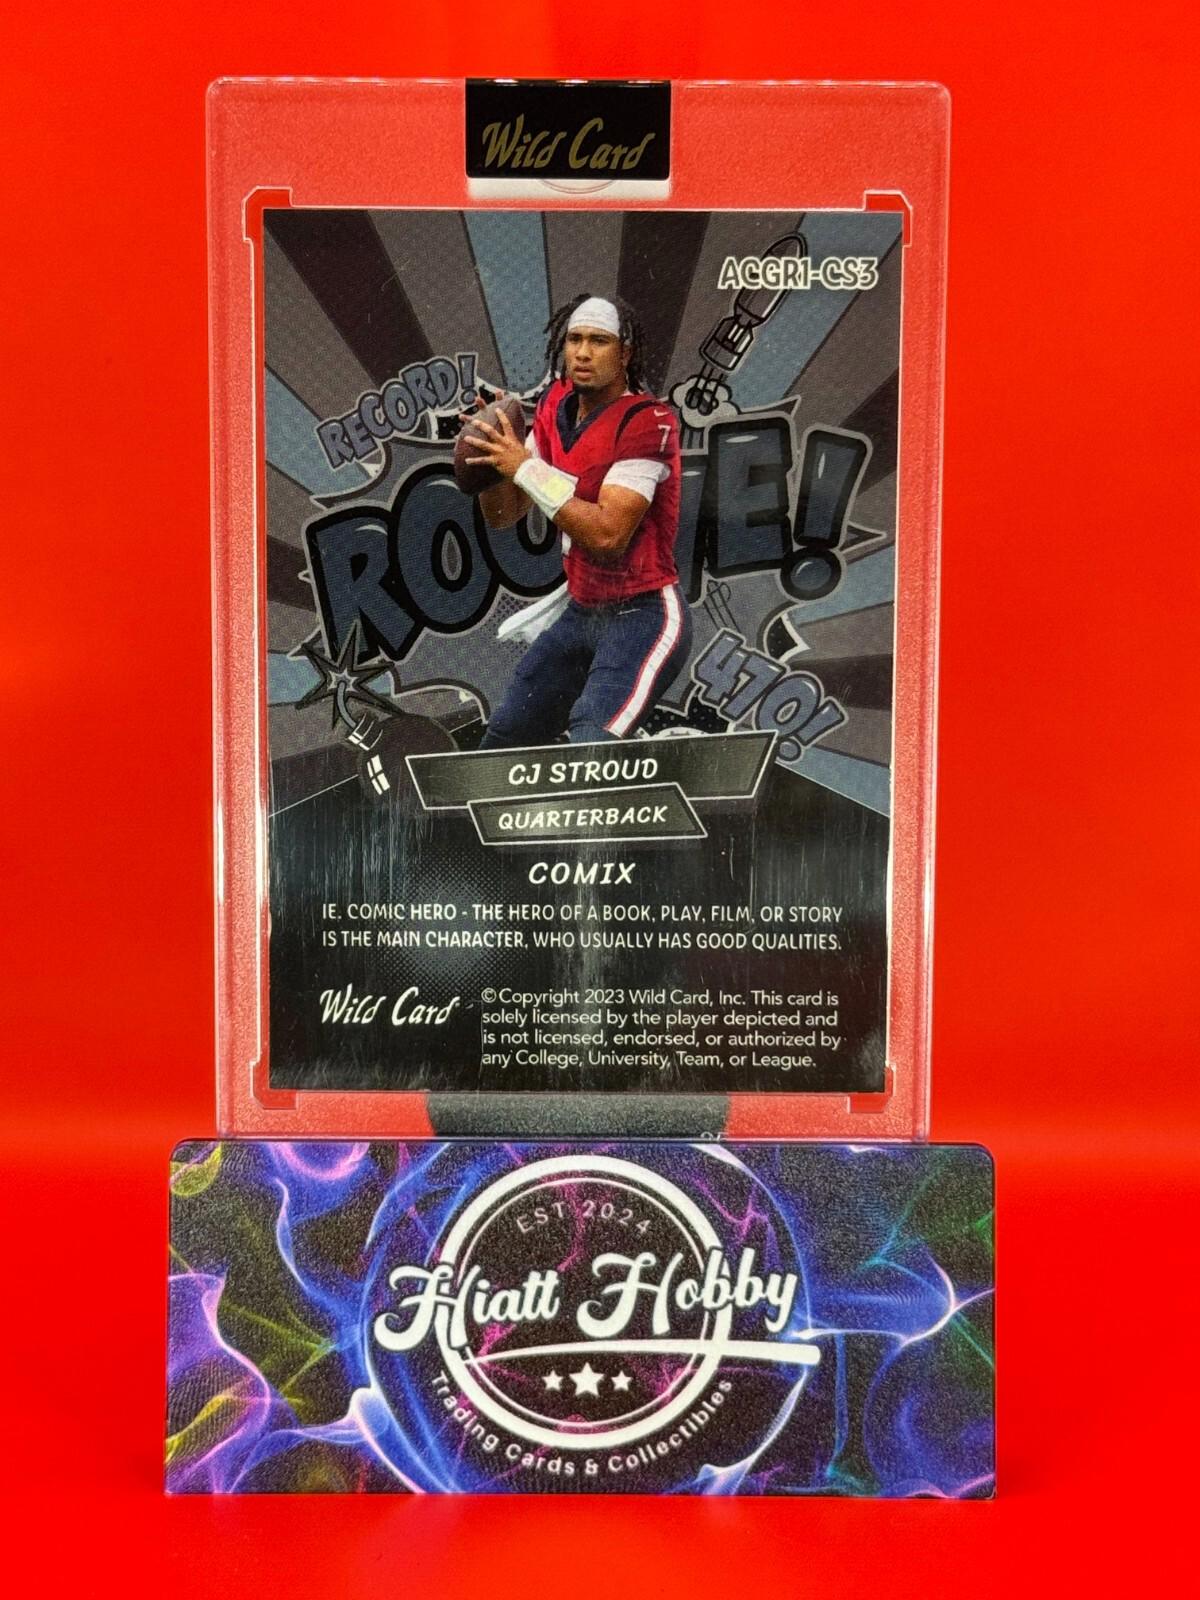 Wild Card
ACGR1-CS3
RECORD!
ROOKIE!
7
470!
CJ STROUD
QUARTERBACK
COMIX
IE. COMIC HERO - THE HERO OF A BOOK, PLAY, FILM, OR STORY
IS THE MAIN CHARACTER, WHO USUALLY HAS GOOD QUALITIES.
Wild Card
© Copyright 2023 Wild Card, Inc. This card is
solely licensed by the player depicted and
is not licensed, endorsed, or authorized by
any College, University, Team, or League.
EST 2024
Hiatt Hobby
Trading Cards & Collectibles